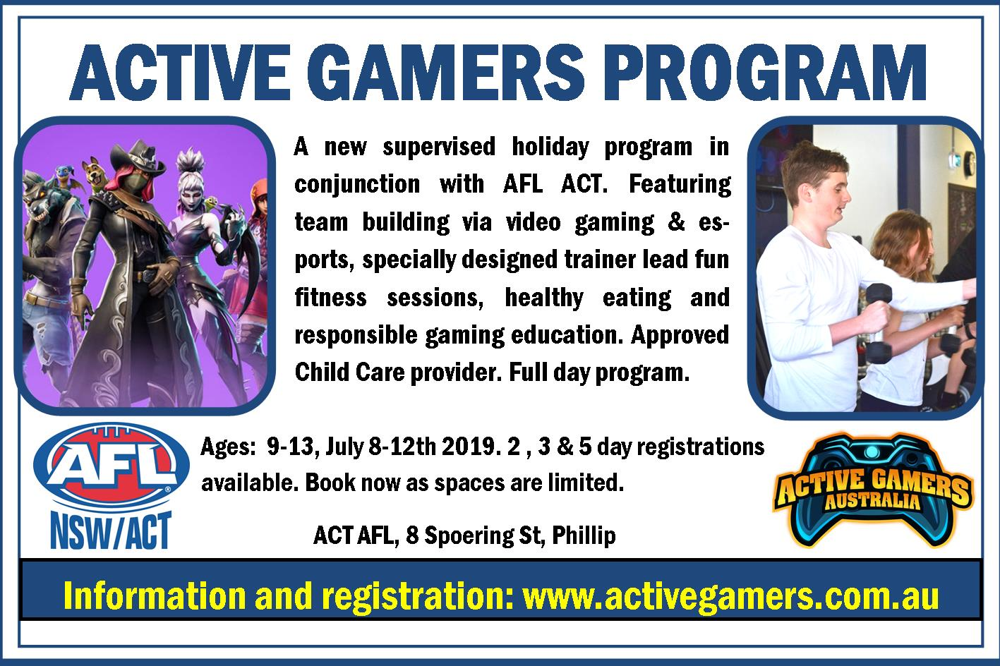 ACTIVE GAMERS PROGRAM
A new supervised holiday program in
conjunction with AFL ACT. Featuring
team building via video gaming & es-
ports, specially designed trainer lead fun
fitness sessions, healthy eating and
responsible gaming education. Approved
Child Care provider. Full day program.
AFL®
NSW/ACT
Ages: 9-13, July 8-12th 2019. 2 , 3 & 5 day registrations
available. Book now as spaces are limited.
ACT AFL, 8 Spoering St, Phillip
ACTIVE GAMERS
AUSTRALIA
Information and registration: www.activegamers.com.au